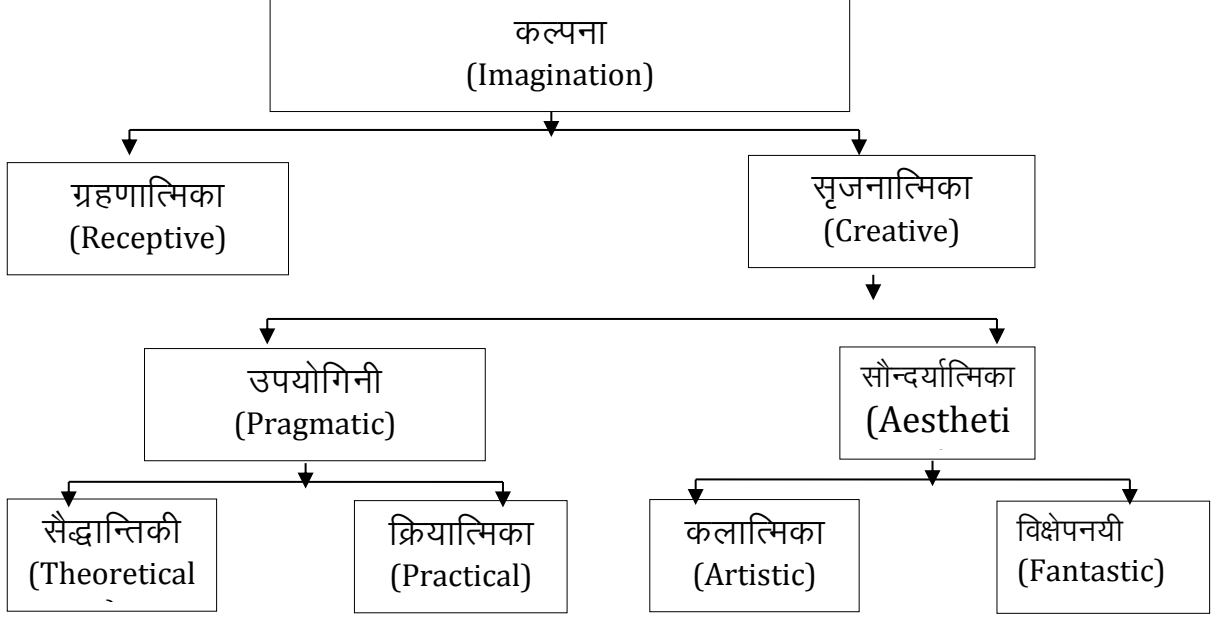 कल्पना
(Imagination)
ग्रहणात्मिका
(Receptive)
सृजनात्मिका
(Creative)
उपयोगिनी
(Pragmatic)
सौन्दर्यात्मिका
(Aestheti
सैद्धान्तिकी
(Theoretical
क्रियात्मिका
(Practical)
कलात्मिका
(Artistic)
विक्षेपनयी
(Fantastic)